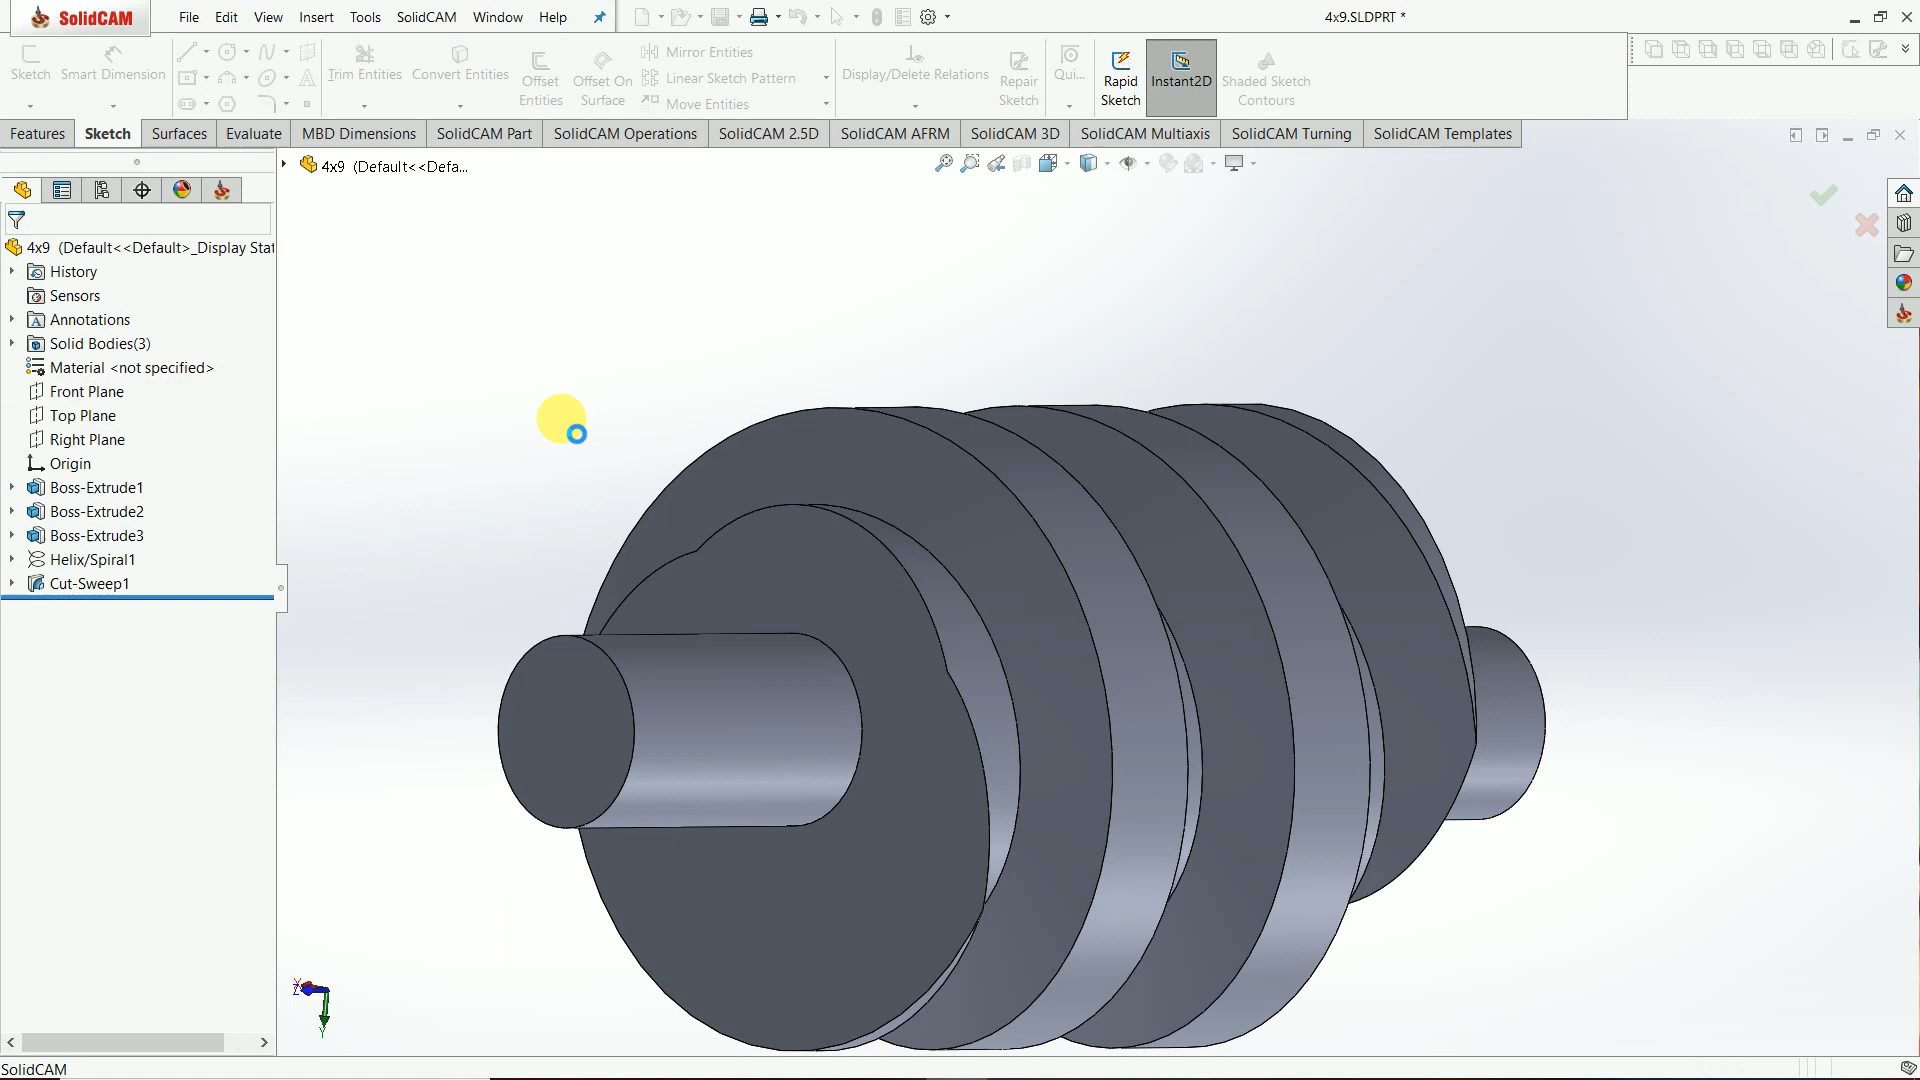 SolidCAM File Edit View Insert Tools SolidCAM Window Help 4x9.SLDPRT *
Sketch Smart Dimension Trim Entities Convert Entities Offset Entities Offset On Surface Mirror Entities Linear Sketch Pattern Move Entities Display/Delete Relations Repair Sketch Qui... Rapid Sketch Instant2D Shaded Sketch Contours
Features Sketch Surfaces Evaluate MBD Dimensions SolidCAM Part SolidCAM Operations SolidCAM 2.5D SolidCAM AFRM SolidCAM 3D SolidCAM Multiaxis SolidCAM Turning SolidCAM Templates
4x9 (Default<<Defa...
4x9 (Default<<Default>_Display Stat
History
Sensors
Annotations
Solid Bodies(3)
Material <not specified>
Front Plane
Top Plane
Right Plane
Origin
Boss-Extrude1
Boss-Extrude2
Boss-Extrude3
Helix/Spiral1
Cut-Sweep1
X
Z
Y
SolidCAM